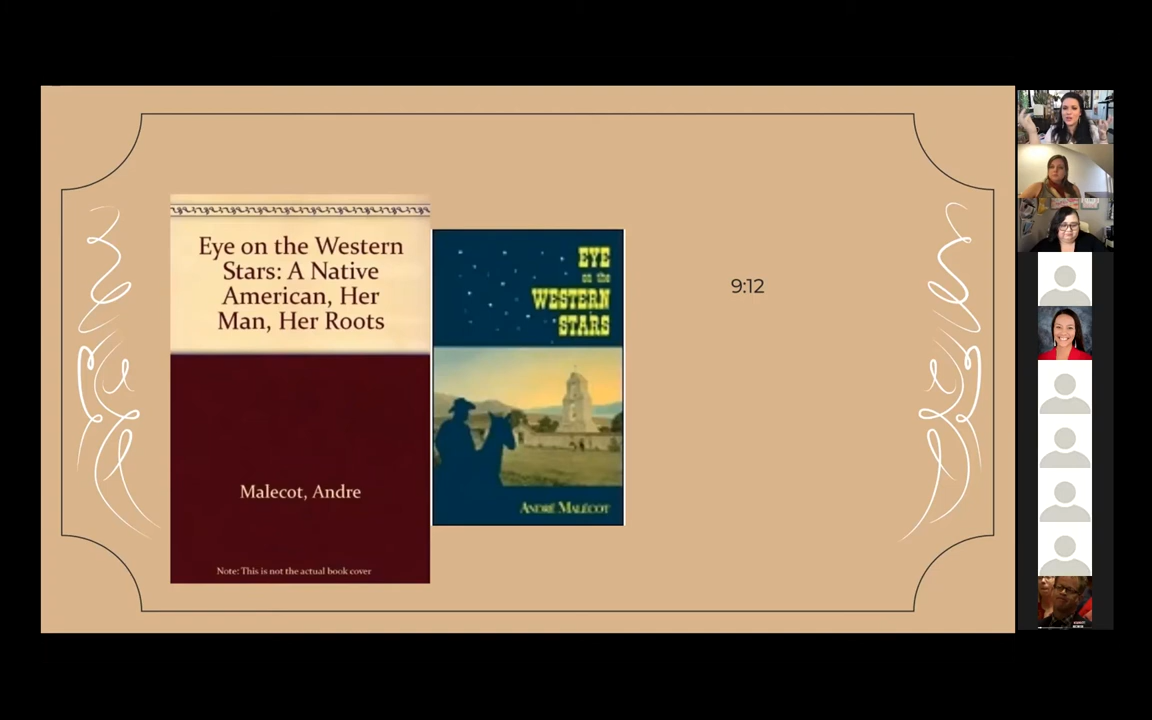 Eye on the Western
Stars: A Native
American, Her
Man, Her Roots
Malecot, Andre
Note: This is not the actual book cover
EYE
on the
WESTERN
STARS
ANDRÉ MALÉCOT
9:12